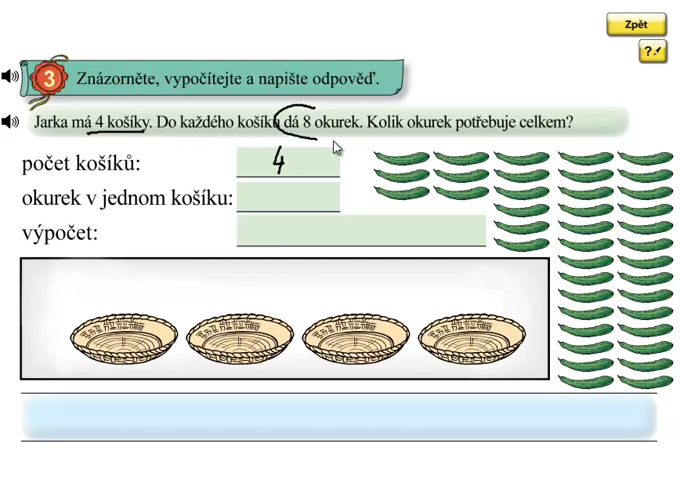 Zpět
?
3 Znázorněte, vypočítejte a napište odpověď.
Jarka má 4 košíky. Do každého košíku dá 8 okurek. Kolik okurek potřebuje celkem?
počet košíků: 4
okurek v jednom košíku:
výpočet: